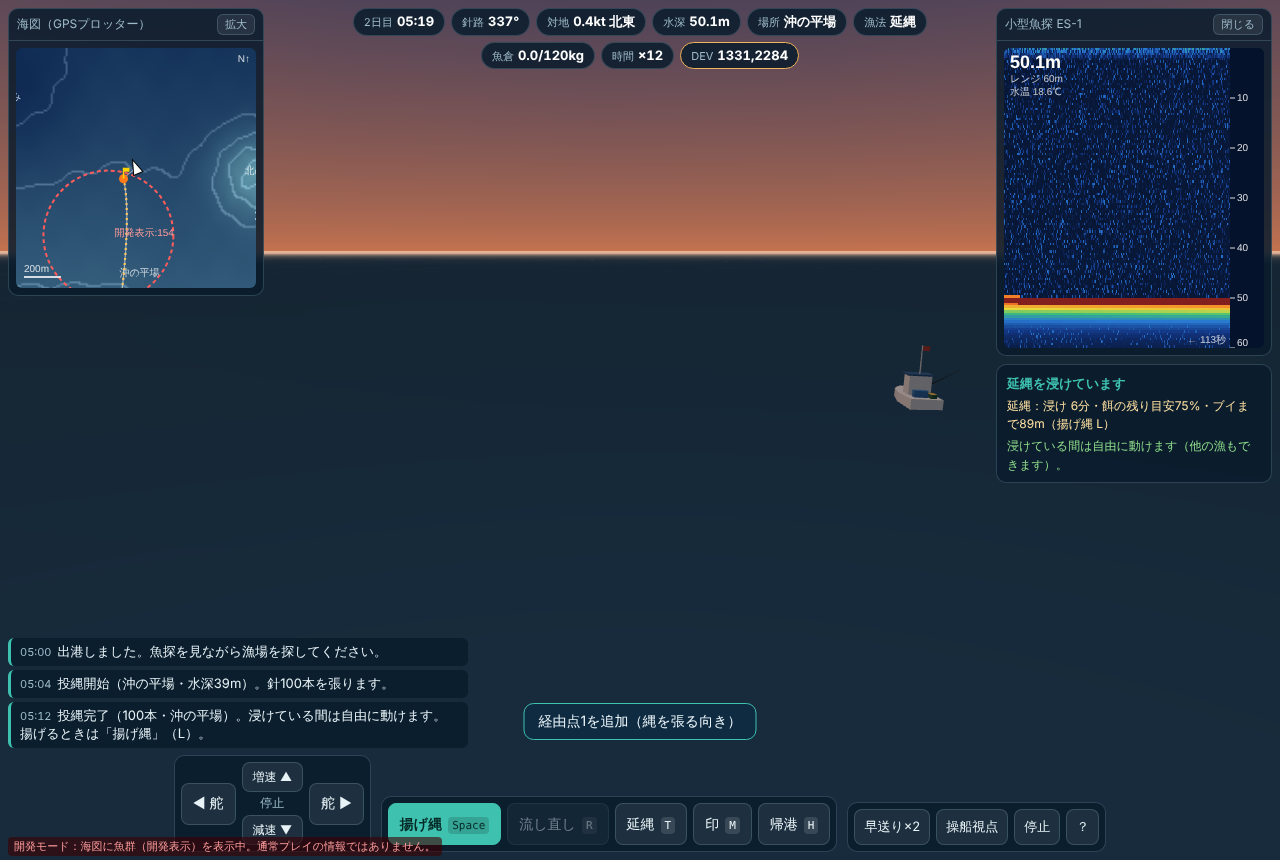 海図（GPSプロッター）
拡大
N↑
開発表示:154
沖の平場
200m
2日目 05:19
針路 337°
対地 0.4kt 北東
水深 50.1m
場所 沖の平場
漁法 延縄
魚倉 0.0/120kg
時間 ×12
DEV 1331,2284
小型魚探 ES-1
閉じる
50.1m
レンジ 60m
水温 18.6℃
10
20
30
40
50
60
← 113秒
延縄を浸けています
延縄：浸け 6分・餌の残り目安75%・ブイま
で89m（揚げ縄 L）
浸けている間は自由に動けます（他の漁もで
きます）。
05:00 出港しました。魚探を見ながら漁場を探してください。
05:04 投縄開始（沖の平場・水深39m）。針100本を張ります。
05:12 投縄完了（100本・沖の平場）。浸けている間は自由に動けます。
揚げるときは「揚げ縄」（L）。
経由点1を追加（縄を張る向き）
◀ 舵
増速 ▲
停止
減速 ▼
舵 ▶
揚げ縄 Space
流し直し R
延縄 T
印 M
帰港 H
早送り×2
操船視点
停止
？
開発モード：海図に魚群（開発表示）を表示中。通常プレイの情報ではありません。